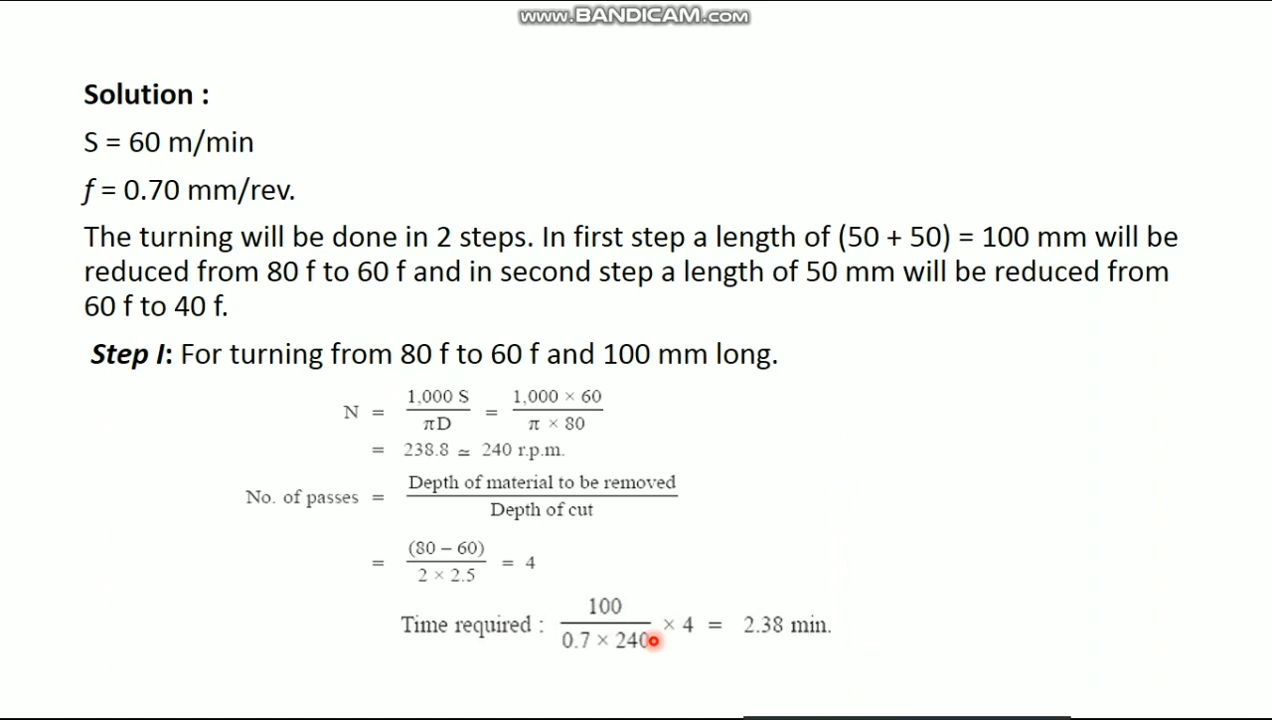 www.BANDICAM.com
Solution :
S = 60 m/min
f = 0.70 mm/rev.
The turning will be done in 2 steps. In first step a length of (50 + 50) = 100 mm will be
reduced from 80 f to 60 f and in second step a length of 50 mm will be reduced from
60 f to 40 f.
Step I: For turning from 80 f to 60 f and 100 mm long.
N = 1,000 S / πD = 1,000 × 60 / π × 80
= 238.8 ≃ 240 r.p.m.
No. of passes = Depth of material to be removed / Depth of cut
= (80 – 60) / 2 × 2.5 = 4
Time required : 100 / 0.7 × 240 × 4 = 2.38 min.